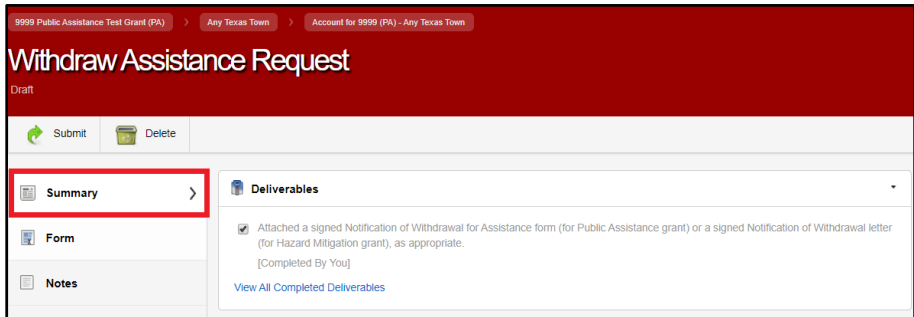 9999 Public Assistance Test Grant (PA) > Any Texas Town > Account for 9999 (PA) - Any Texas Town
Withdraw Assistance Request
Draft
Submit Delete
Summary
Deliverables
Attached a signed Notification of Withdrawal for Assistance form (for Public Assistance grant) or a signed Notification of Withdrawal letter
(for Hazard Mitigation grant), as appropriate.
Form
[Completed By You]
Notes
View All Completed Deliverables